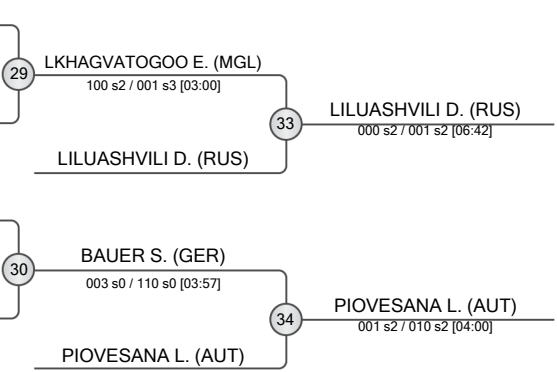 29
LKHAGVATOGOO E. (MGL)
100 s2 / 001 s3 [03:00]
33
LILUASHVILI D. (RUS)
000 s2 / 001 s2 [06:42]
LILUASHVILI D. (RUS)
30
BAUER S. (GER)
003 s0 / 110 s0 [03:57]
34
PIOVESANA L. (AUT)
001 s2 / 010 s2 [04:00]
PIOVESANA L. (AUT)